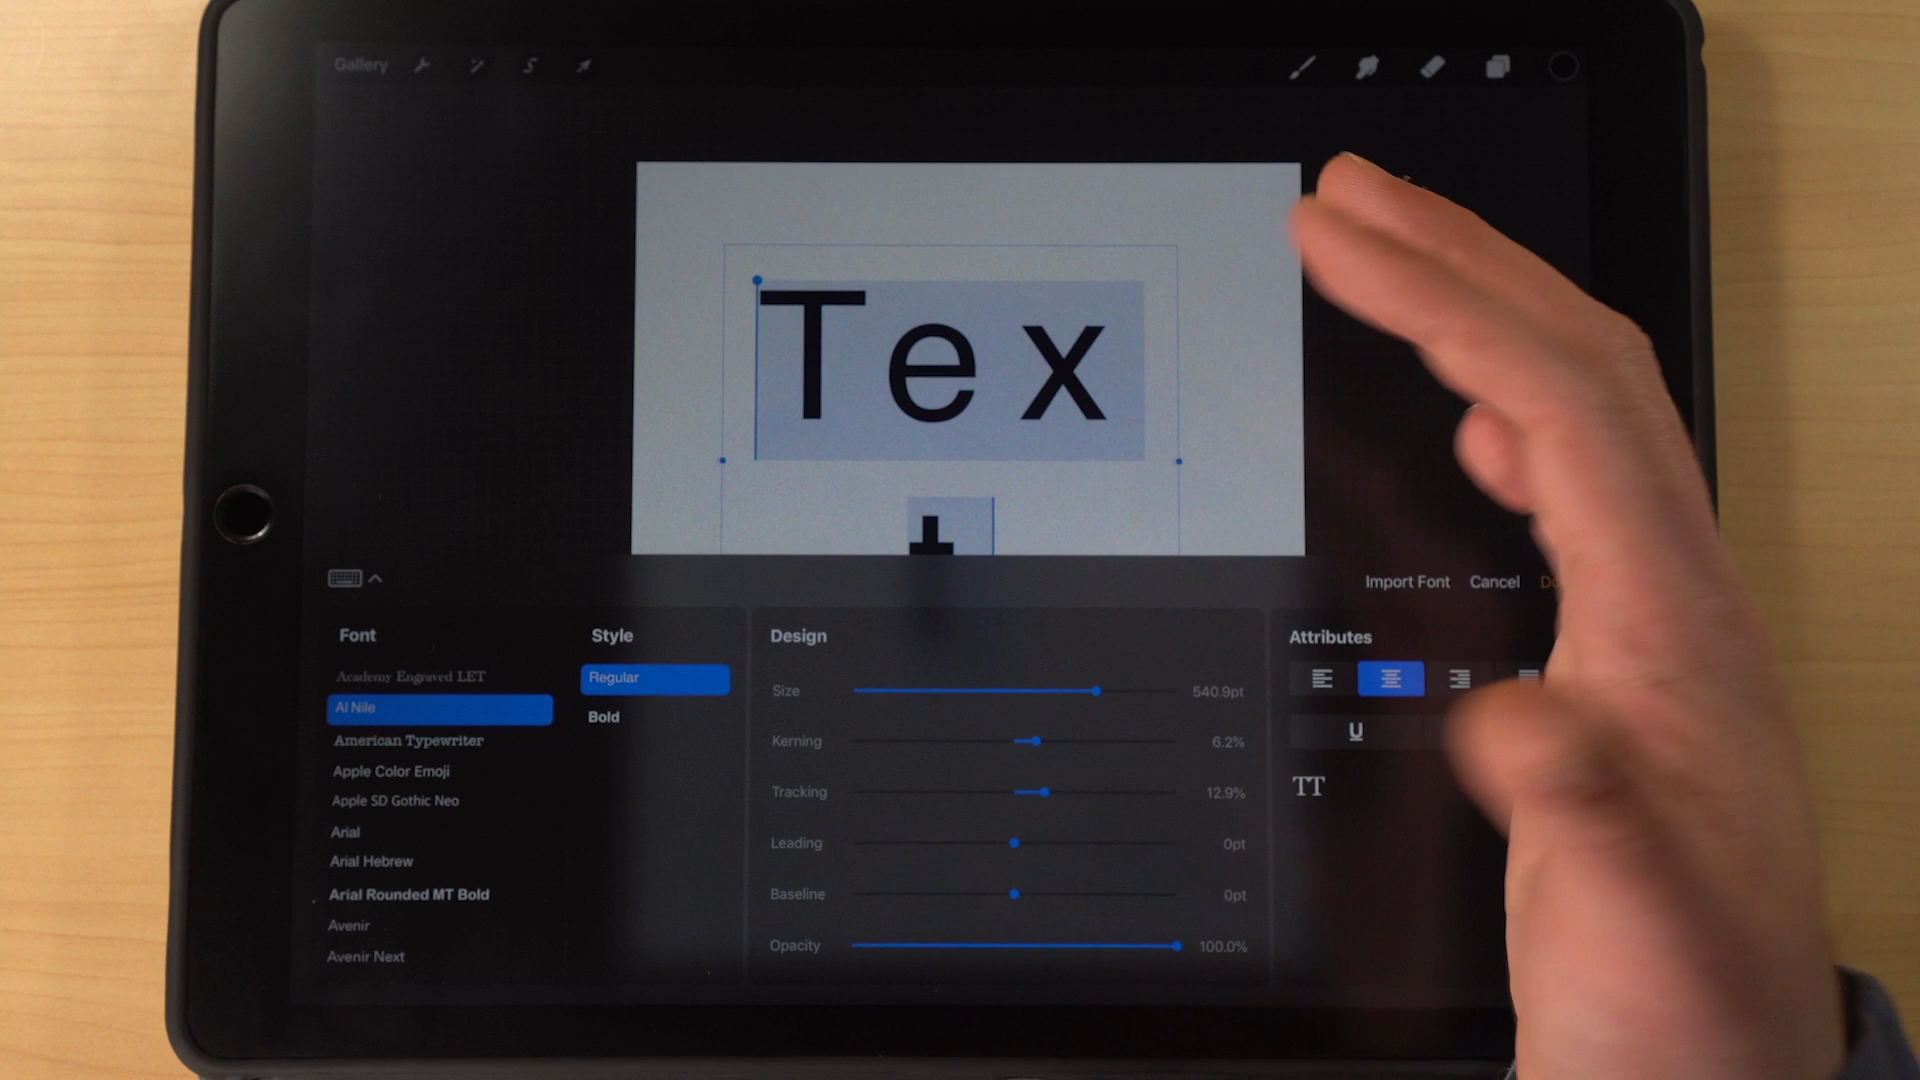 Gallery
Tex
t
Import Font Cancel Do
Font Style Design Attributes
Academy Engraved LET
Al Nile
American Typewriter
Apple Color Emoji
Apple SD Gothic Neo
Arial
Arial Hebrew
Arial Rounded MT Bold
Avenir
Avenir Next
Regular
Bold
Size 540.9pt
Kerning 6.2%
Tracking 12.9%
Leading 0pt
Baseline 0pt
Opacity 100.0%
U
TT